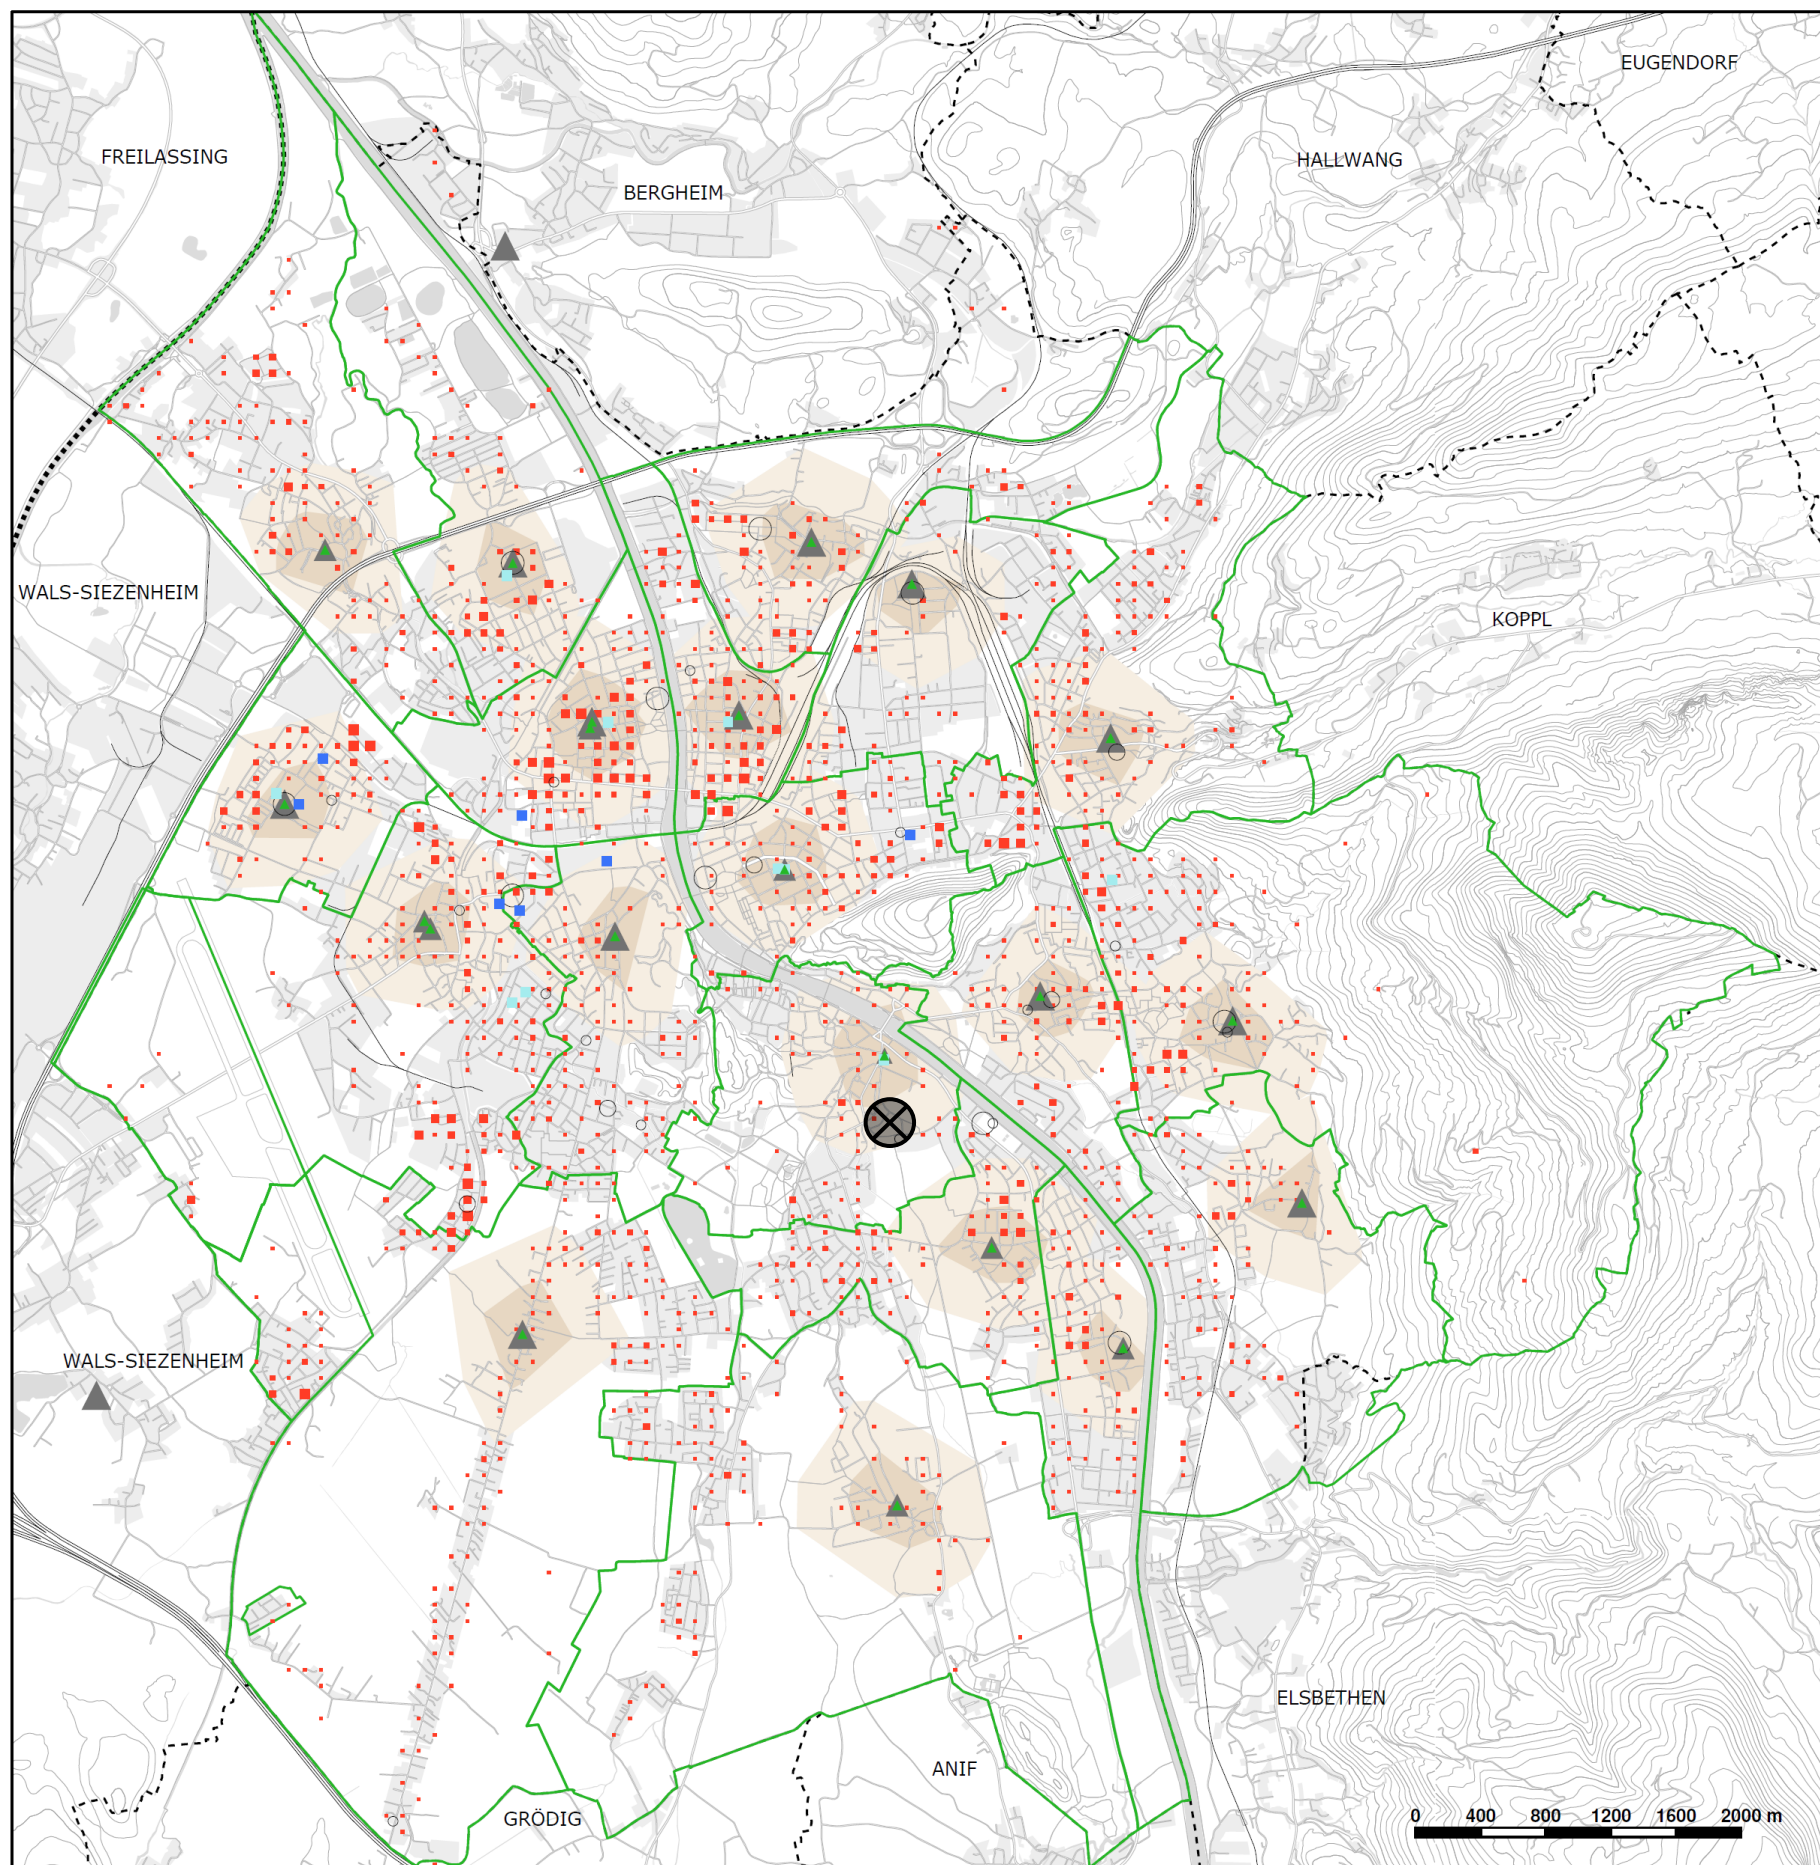 EUGENDORF
FREILASSING
HALLWANG
BERGHEIM
WALS-SIEZENHEIM
KOPPL
WALS-SIEZENHEIM
ELSBETHEN
ANIF
GRÖDIG
0 400 800 1200 1600 2000 m